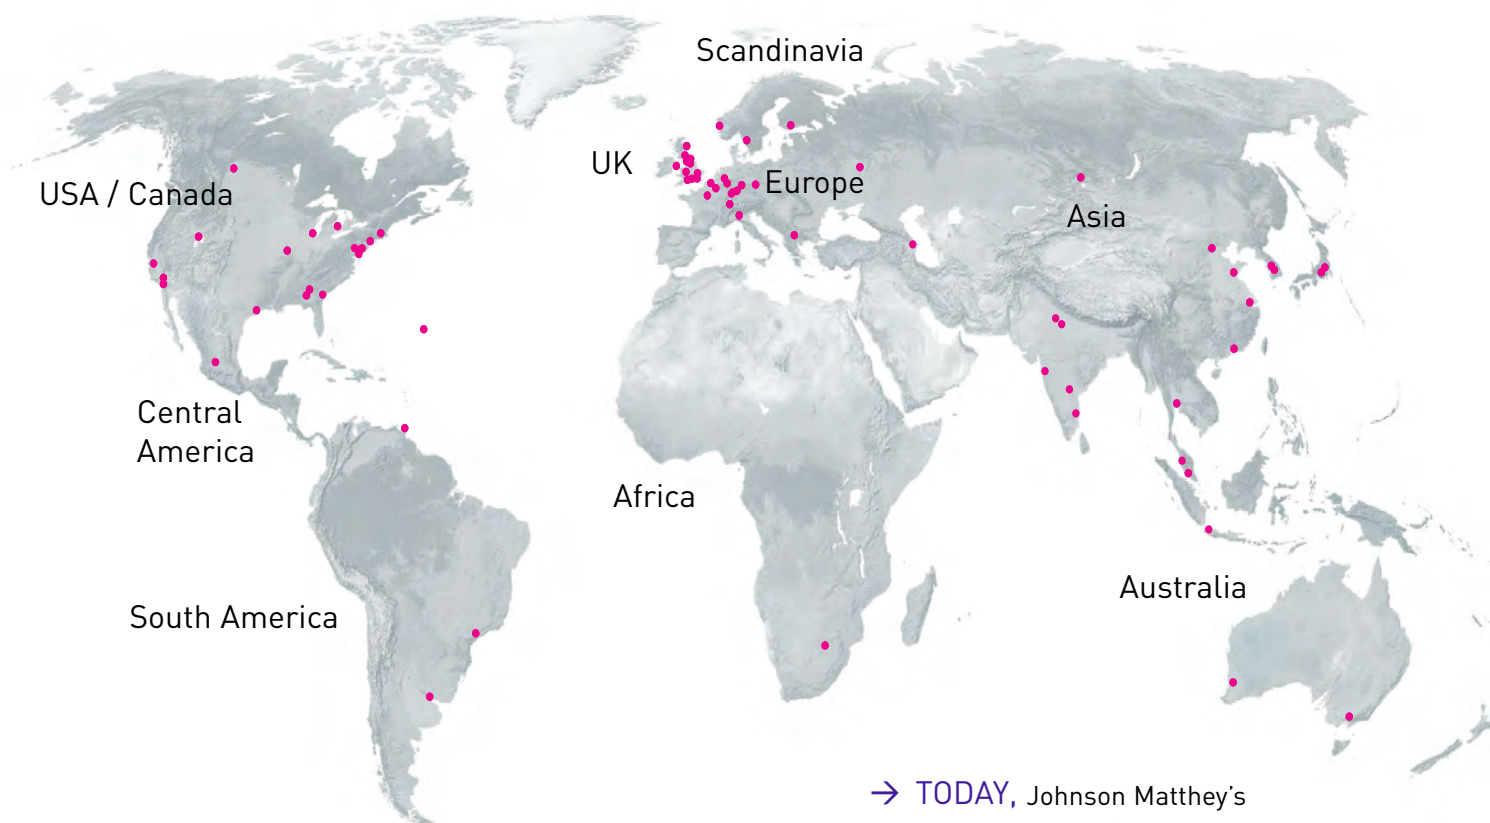 Scandinavia
UK
USA / Canada
Europe
Asia
Central
America
Africa
Australia
South America
→ TODAY, Johnson Matthey’s